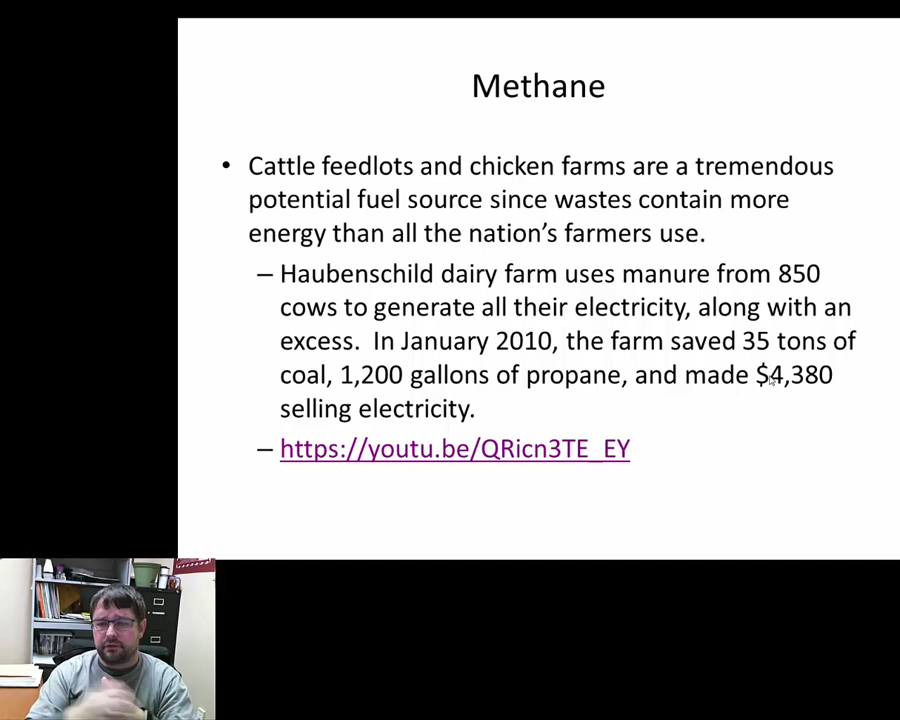 Methane
• Cattle feedlots and chicken farms are a tremendous
potential fuel source since wastes contain more
energy than all the nation's farmers use.
– Haubenschild dairy farm uses manure from 850
cows to generate all their electricity, along with an
excess.  In January 2010, the farm saved 35 tons of
coal, 1,200 gallons of propane, and made $4,380
selling electricity.
– https://youtu.be/QRicn3TE_EY